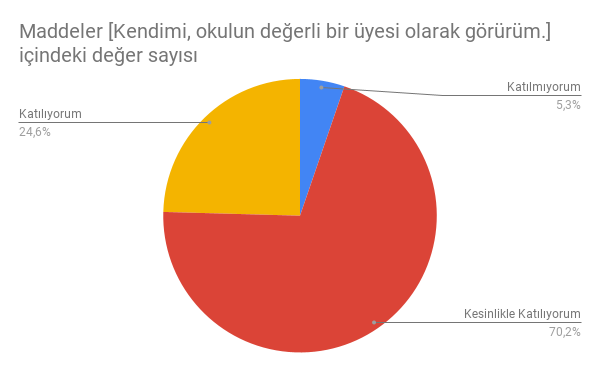 Maddeler [Kendimi, okulun değerli bir üyesi olarak görürüm.]
içindeki değer sayısı
Katılmıyorum
5,3%
Katılıyorum
24,6%
Kesinlikle Katılıyorum
70,2%